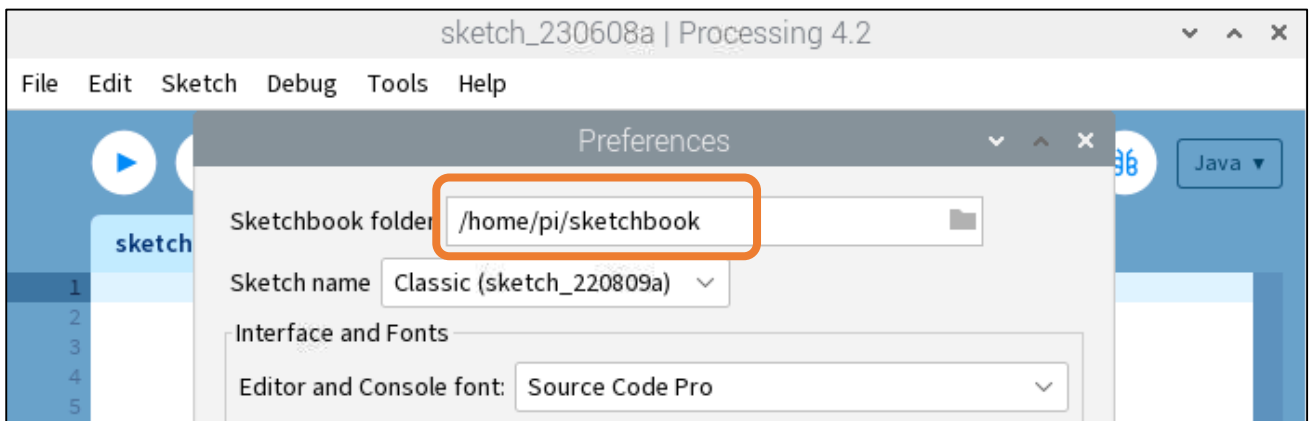 sketch_230608a | Processing 4.2
File Edit Sketch Debug Tools Help
Preferences
Java ▾
Sketchbook folder /home/pi/sketchbook
sketch
Sketch name Classic (sketch_220809a)
1
2
Interface and Fonts
3
4
Editor and Console font: Source Code Pro
5